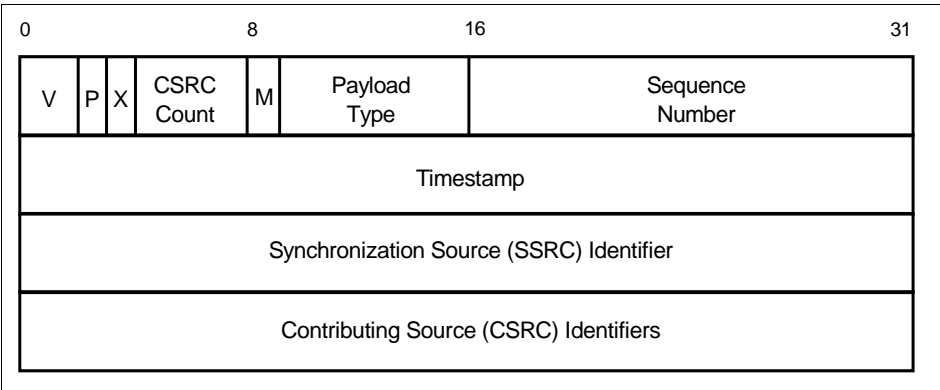 0 8 16 31
V P X CSRC Count M Payload Type Sequence Number
Timestamp
Synchronization Source (SSRC) Identifier
Contributing Source (CSRC) Identifiers